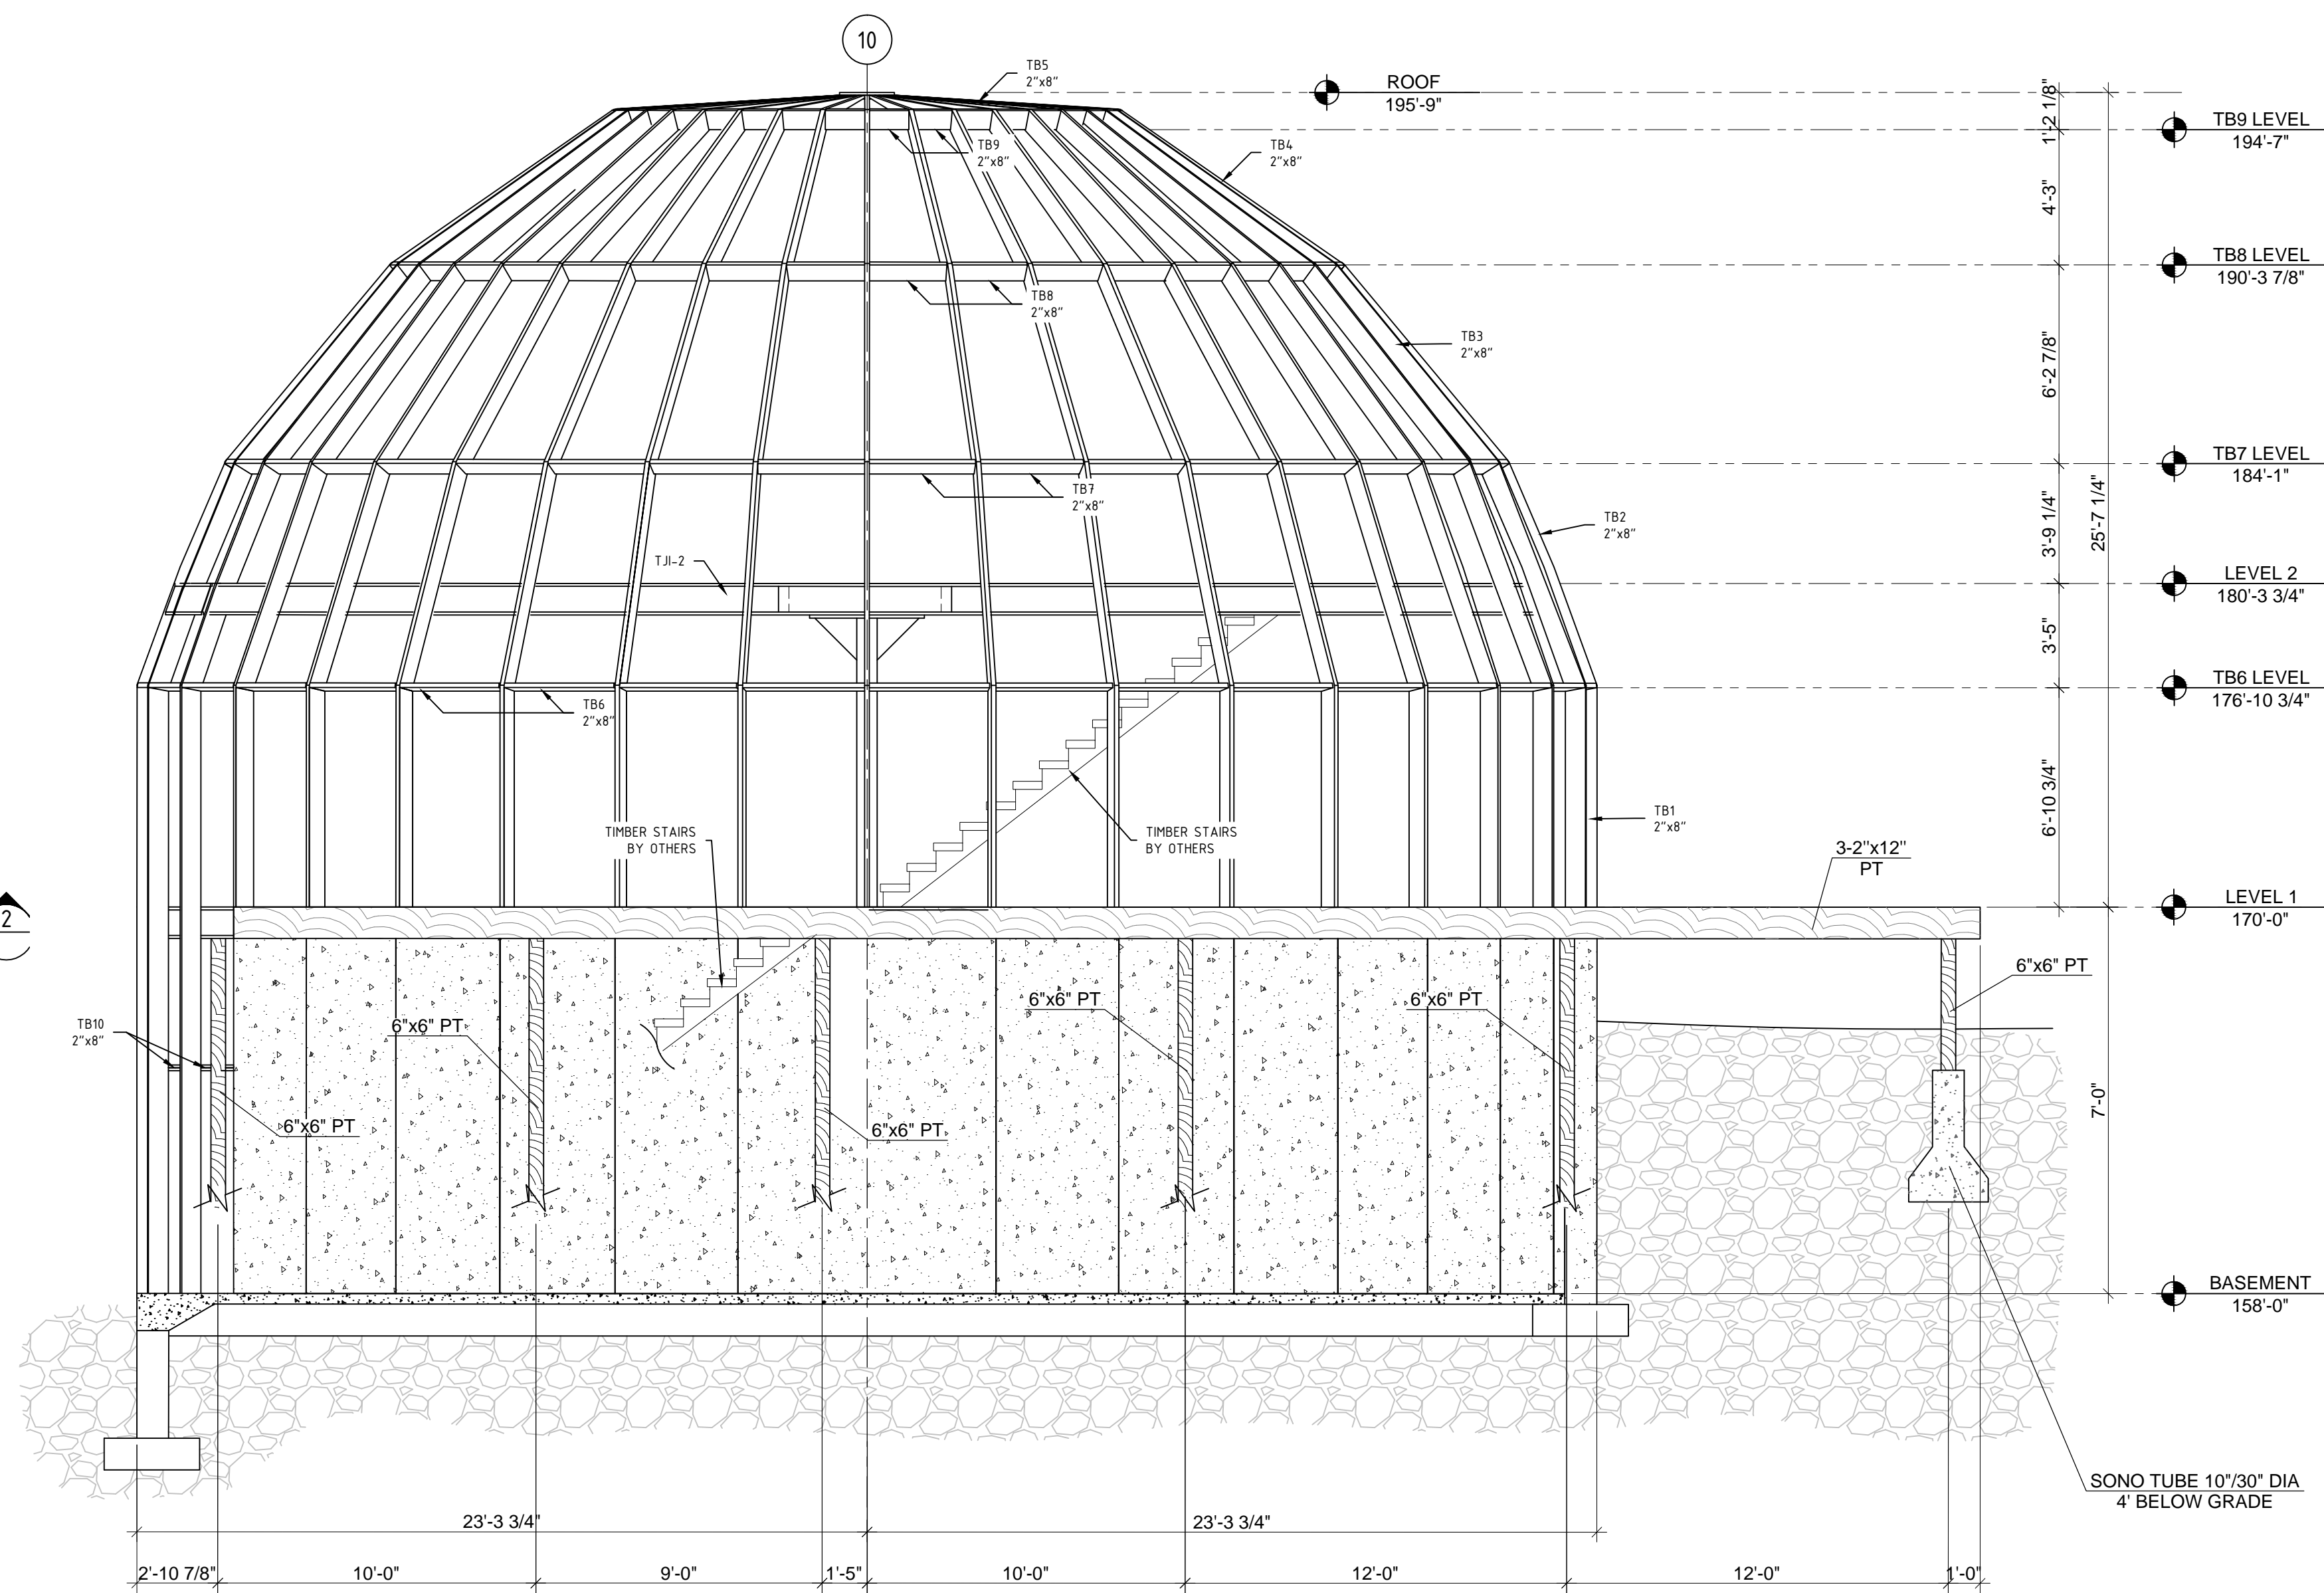 10
TB5
2"x8"
ROOF
195'-9"
1'-2 1/8"
TB9 LEVEL
194'-7"
TB9
2"x8"
TB4
2"x8"
4'-3"
TB8 LEVEL
190'-3 7/8"
TB8
2"x8"
TB3
2"x8"
6'-2 7/8"
TB7 LEVEL
184'-1"
TB7
2"x8"
TB2
2"x8"
3'-9 1/4"
25'-7 1/4"
TJI-2
LEVEL 2
180'-3 3/4"
3'-5"
TB6 LEVEL
176'-10 3/4"
TB6
2"x8"
6'-10 3/4"
TB1
2"x8"
TIMBER STAIRS
BY OTHERS
TIMBER STAIRS
BY OTHERS
3-2"x12"
PT
LEVEL 1
170'-0"
2
6"x6" PT
6"x6" PT
6"x6" PT
6"x6" PT
TB10
2"x8"
6"x6" PT
6"x6" PT
7'-0"
BASEMENT
158'-0"
SONO TUBE 10"/30" DIA
4' BELOW GRADE
23'-3 3/4"
23'-3 3/4"
2'-10 7/8"
10'-0"
9'-0"
1'-5"
10'-0"
12'-0"
12'-0"
1'-0"